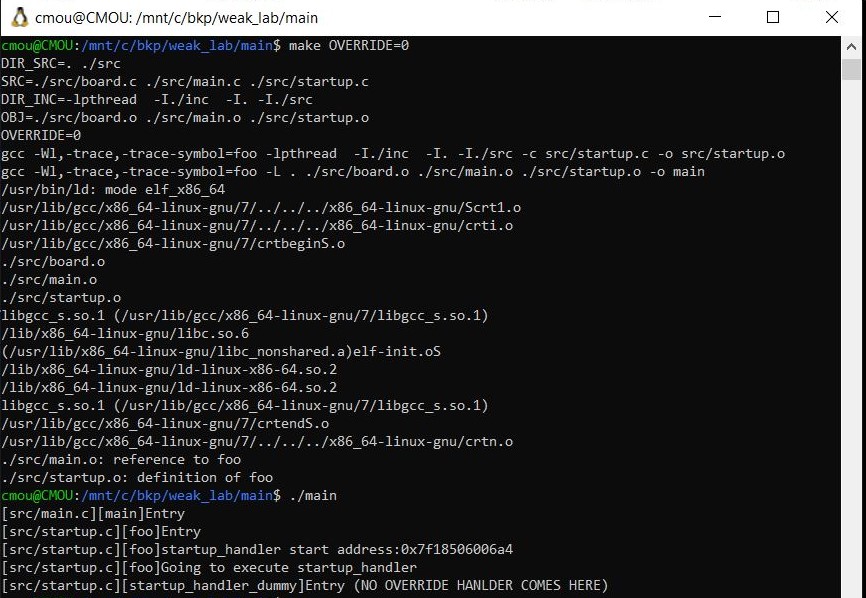 cmou@CMOU: /mnt/c/bkp/weak_lab/main
cmou@CMOU:/mnt/c/bkp/weak_lab/main$ make OVERRIDE=0
DIR_SRC=. ./src
SRC=./src/board.c ./src/main.c ./src/startup.c
DIR_INC=-lpthread  -I./inc  -I. -I./src
OBJ=./src/board.o ./src/main.o ./src/startup.o
OVERRIDE=0
gcc -Wl,-trace,-trace-symbol=foo -lpthread  -I./inc  -I. -I./src -c src/startup.c -o src/startup.o
gcc -Wl,-trace,-trace-symbol=foo -L . ./src/board.o ./src/main.o ./src/startup.o -o main
/usr/bin/ld: mode elf_x86_64
/usr/lib/gcc/x86_64-linux-gnu/7/../../../x86_64-linux-gnu/Scrt1.o
/usr/lib/gcc/x86_64-linux-gnu/7/../../../x86_64-linux-gnu/crti.o
/usr/lib/gcc/x86_64-linux-gnu/7/crtbeginS.o
./src/board.o
./src/main.o
./src/startup.o
libgcc_s.so.1 (/usr/lib/gcc/x86_64-linux-gnu/7/libgcc_s.so.1)
/lib/x86_64-linux-gnu/libc.so.6
(/usr/lib/x86_64-linux-gnu/libc_nonshared.a)elf-init.oS
/lib/x86_64-linux-gnu/ld-linux-x86-64.so.2
/lib/x86_64-linux-gnu/ld-linux-x86-64.so.2
libgcc_s.so.1 (/usr/lib/gcc/x86_64-linux-gnu/7/libgcc_s.so.1)
/usr/lib/gcc/x86_64-linux-gnu/7/crtendS.o
/usr/lib/gcc/x86_64-linux-gnu/7/../../../x86_64-linux-gnu/crtn.o
./src/main.o: reference to foo
./src/startup.o: definition of foo
cmou@CMOU:/mnt/c/bkp/weak_lab/main$ ./main
[src/main.c][main]Entry
[src/startup.c][foo]Entry
[src/startup.c][foo]startup_handler start address:0x7f18506006a4
[src/startup.c][foo]Going to execute startup_handler
[src/startup.c][startup_handler_dummy]Entry (NO OVERRIDE HANLDER COMES HERE)